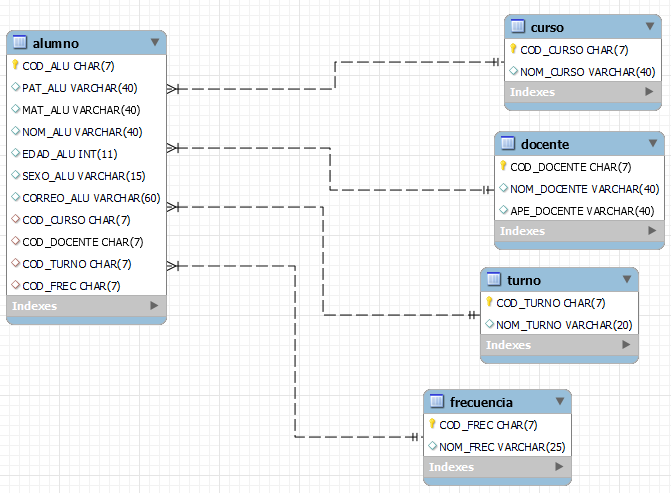 alumno
COD_ALU CHAR(7)
PAT_ALU VARCHAR(40)
MAT_ALU VARCHAR(40)
NOM_ALU VARCHAR(40)
EDAD_ALU INT(11)
SEXO_ALU VARCHAR(15)
CORREO_ALU VARCHAR(60)
COD_CURSO CHAR(7)
COD_DOCENTE CHAR(7)
COD_TURNO CHAR(7)
COD_FREC CHAR(7)
Indexes
curso
COD_CURSO CHAR(7)
NOM_CURSO VARCHAR(40)
Indexes
docente
COD_DOCENTE CHAR(7)
NOM_DOCENTE VARCHAR(40)
APE_DOCENTE VARCHAR(40)
Indexes
turno
COD_TURNO CHAR(7)
NOM_TURNO VARCHAR(20)
Indexes
frecuencia
COD_FREC CHAR(7)
NOM_FREC VARCHAR(25)
Indexes